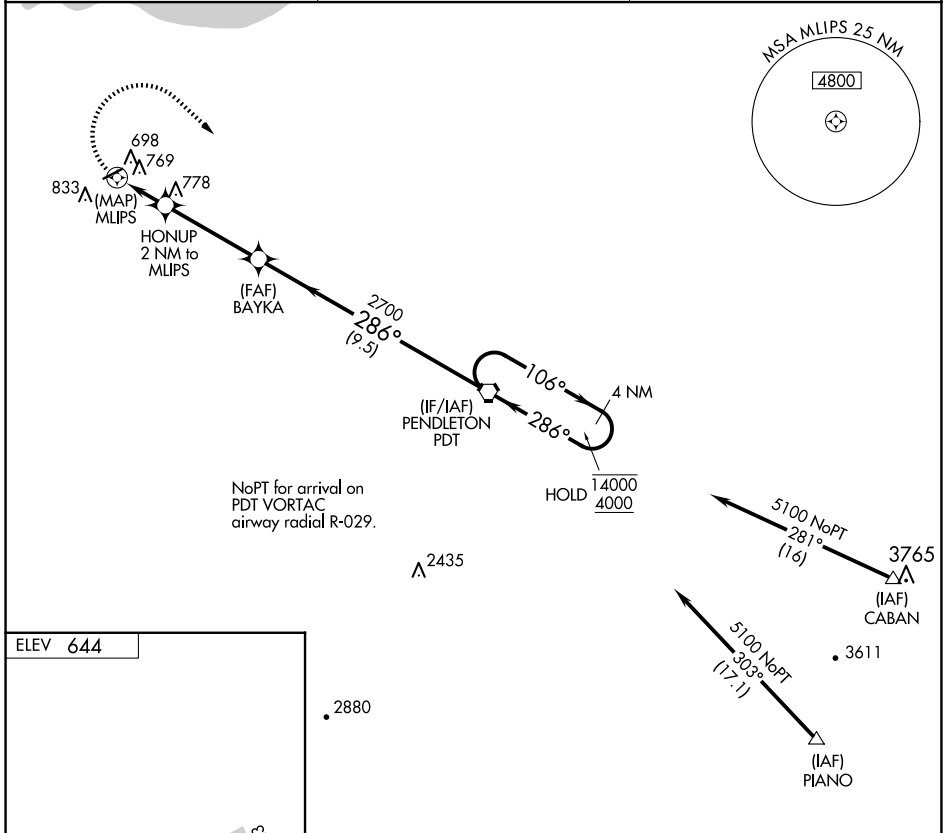 MSA MLIPS 25 NM
4800
698
769
833
(MAP)
MLIPS
778
HONUP
2 NM to
MLIPS
(FAF)
BAYKA
2700
286°
(9.5)
106°
4 NM
(IF/IAF)
PENDLETON
PDT
286°
HOLD
14000
4000
NoPT for arrival on
PDT VORTAC
airway radial R-029.
5100 NoPT
281°
(16)
3765
(IAF)
CABAN
2435
5100 NoPT
303°
(17.1)
3611
(IAF)
PIANO
ELEV 644
2880
3